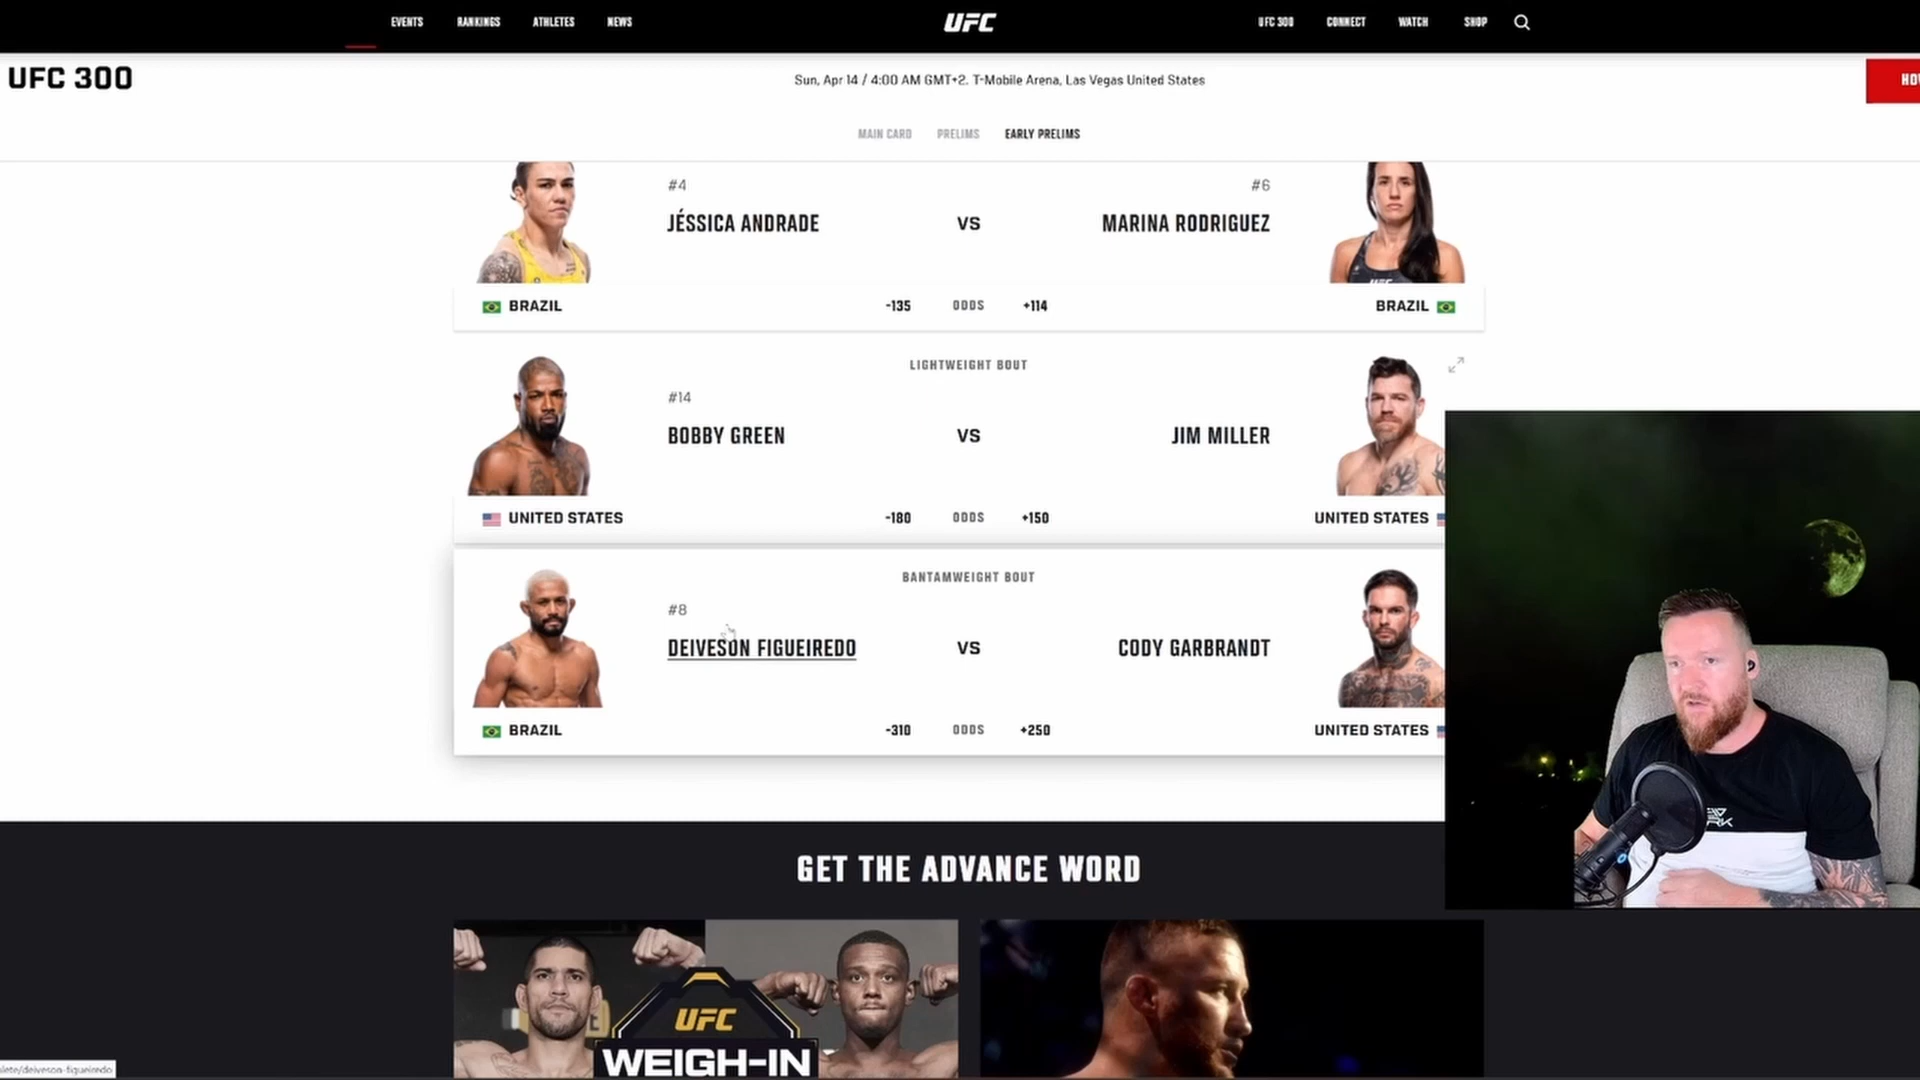 EVENTS RANKINGS ATHLETES NEWS UFC UFC 300 CONNECT WATCH SHOP
UFC 300
Sun, Apr 14 / 4:00 AM GMT+2. T-Mobile Arena, Las Vegas United States
MAIN CARD PRELIMS EARLY PRELIMS
#4 #6
JÉSSICA ANDRADE VS MARINA RODRIGUEZ
BRAZIL -135 ODDS +114 BRAZIL
LIGHTWEIGHT BOUT
#14
BOBBY GREEN VS JIM MILLER
UNITED STATES -180 ODDS +150 UNITED STATES
BANTAMWEIGHT BOUT
#8
DEIVESON FIGUEIREDO VS CODY GARBRANDT
BRAZIL -310 ODDS +250 UNITED STATES
GET THE ADVANCE WORD
UFC
WEIGH-IN
lete/deiveson-figueiredo